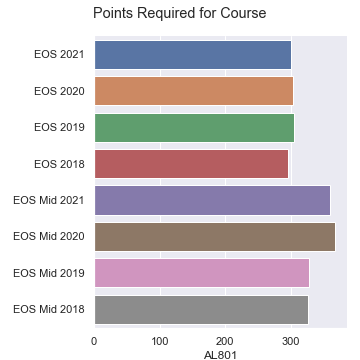 Points Required for Course
EOS 2021
EOS 2020
EOS 2019
EOS 2018
EOS Mid 2021
EOS Mid 2020
EOS Mid 2019
EOS Mid 2018
0 100 200 300
AL801